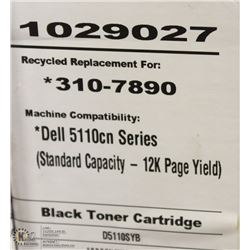 1029027
Recycled Replacement For:
*310-7890
Machine Compatibility:
*Dell 5110cn Series
(Standard Capacity - 12K Page Yield)
Black Toner Cartridge
D5110SYB